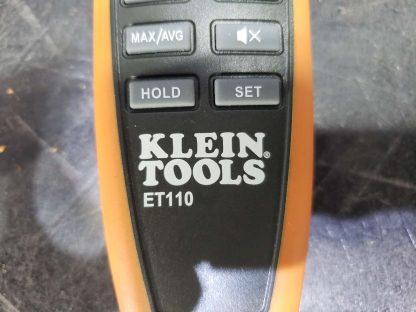 MAX/AVG
HOLD SET
KLEIN
TOOLS®
ET110